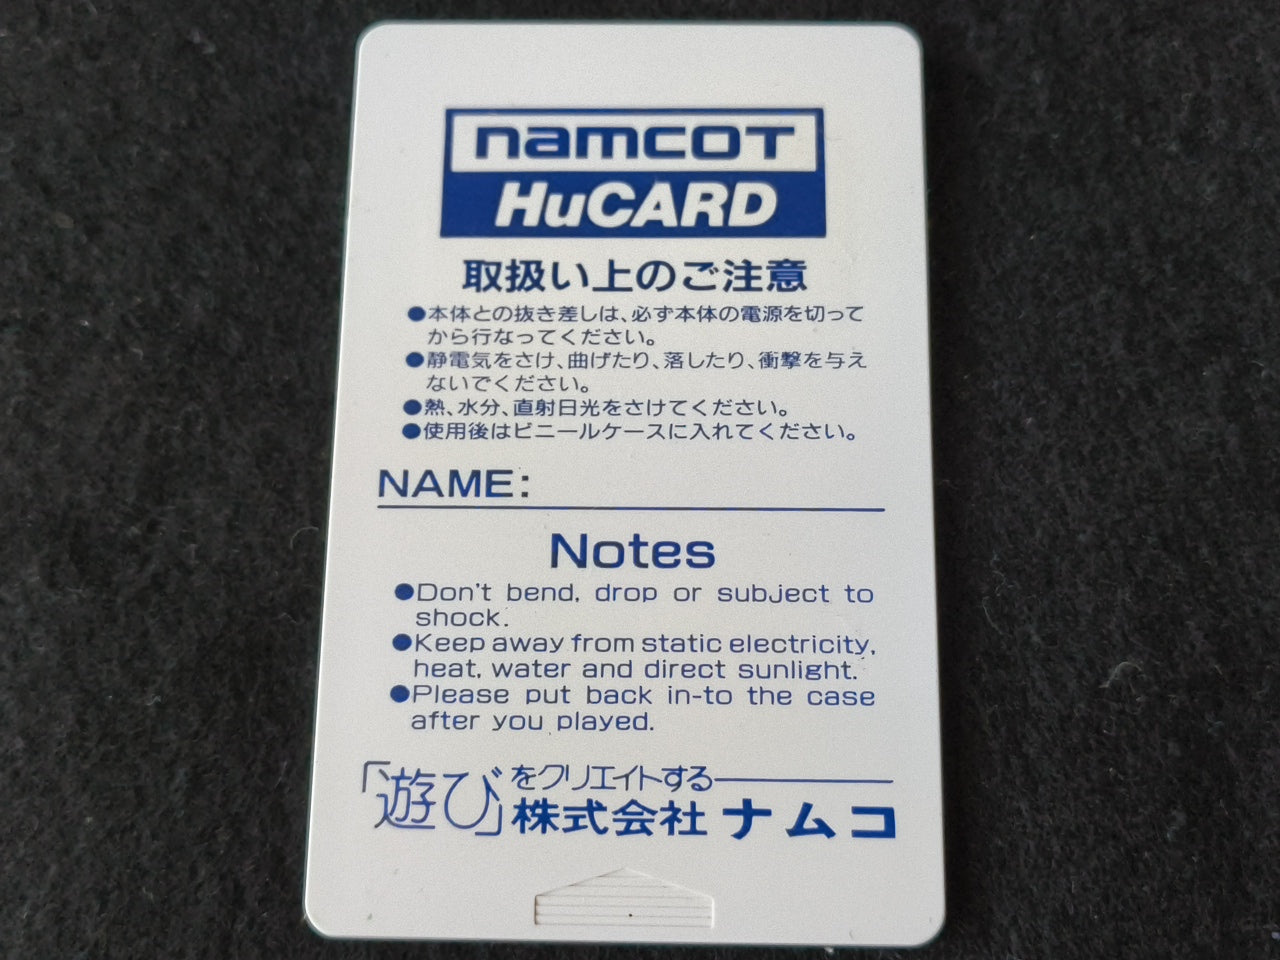 namcot
HuCARD
取扱い上のご注意
●本体との抜き差しは、必ず本体の電源を切って
から行なってください。
●静電気をさけ、曲げたり、落したり、衝撃を与え
ないでください。
●熱、水分、直射日光をさけてください。
●使用後はビニールケースに入れてください。
NAME:
Notes
●Don't bend, drop or subject to
shock.
●Keep away from static electricity,
heat, water and direct sunlight.
●Please put back in-to the case
after you played.
「遊び」をクリエイトする
株式会社ナムコ